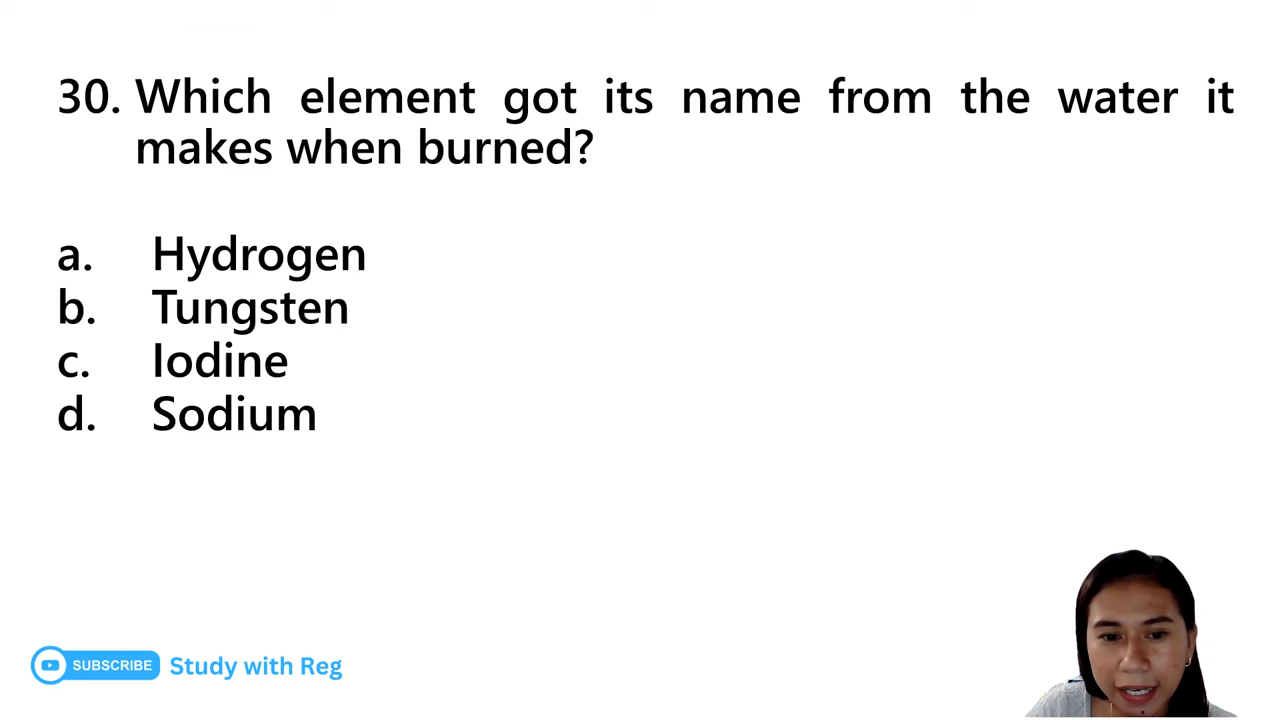 30. Which element got its name from the water it
makes when burned?
a. Hydrogen
b. Tungsten
c. Iodine
d. Sodium
SUBSCRIBE Study with Reg